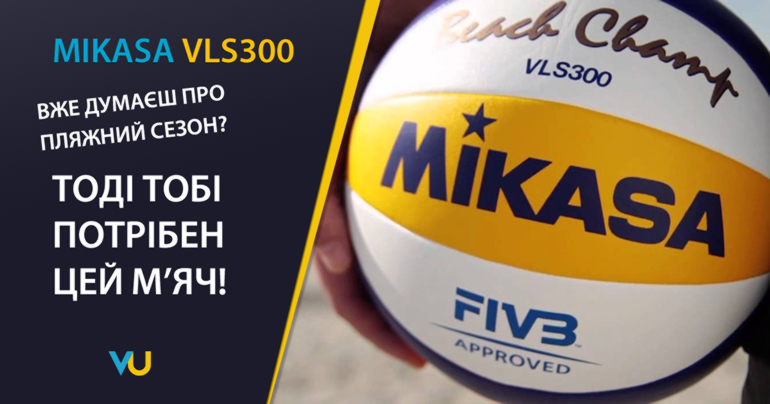 MIKASA VLS300
ВЖЕ ДУМАЄШ ПРО
ПЛЯЖНИЙ СЕЗОН?
ТОДІ ТОБІ
ПОТРІБЕН
ЦЕЙ М’ЯЧ!
VU
Beach Champ
VLS300
MIKASA
FIVB
APPROVED